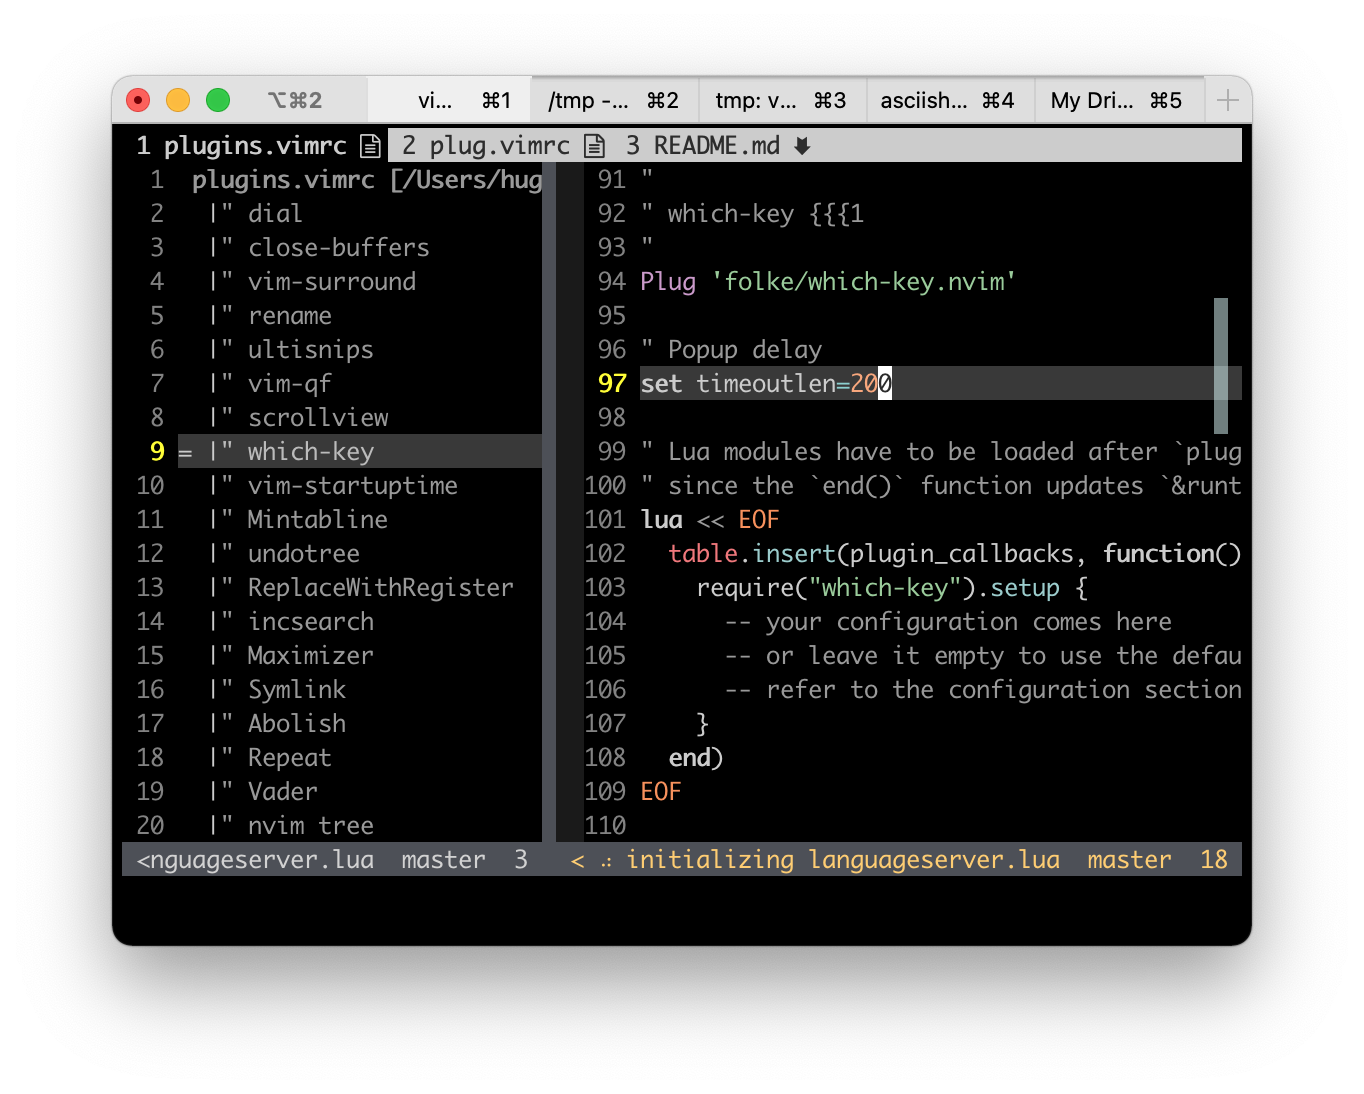 ⌥⌘2 vi... ⌘1 /tmp -... ⌘2 tmp: v... ⌘3 asciish... ⌘4 My Dri... ⌘5
1 plugins.vimrc 2 plug.vimrc 3 README.md
1 plugins.vimrc [/Users/hug
2 |" dial
3 |" close-buffers
4 |" vim-surround
5 |" rename
6 |" ultisnips
7 |" vim-qf
8 |" scrollview
9 = |" which-key
10 |" vim-startuptime
11 |" Mintabline
12 |" undotree
13 |" ReplaceWithRegister
14 |" incsearch
15 |" Maximizer
16 |" Symlink
17 |" Abolish
18 |" Repeat
19 |" Vader
20 |" nvim tree
91 "
92 " which-key {{{1
93 "
94 Plug 'folke/which-key.nvim'
95
96 " Popup delay
97 set timeoutlen=200
98
99 " Lua modules have to be loaded after `plug
100 " since the `end()` function updates `&runt
101 lua << EOF
102   table.insert(plugin_callbacks, function()
103     require("which-key").setup {
104       -- your configuration comes here
105       -- or leave it empty to use the defau
106       -- refer to the configuration section
107     }
108   end)
109 EOF
110
<nguageserver.lua master 3 < .: initializing languageserver.lua master 18